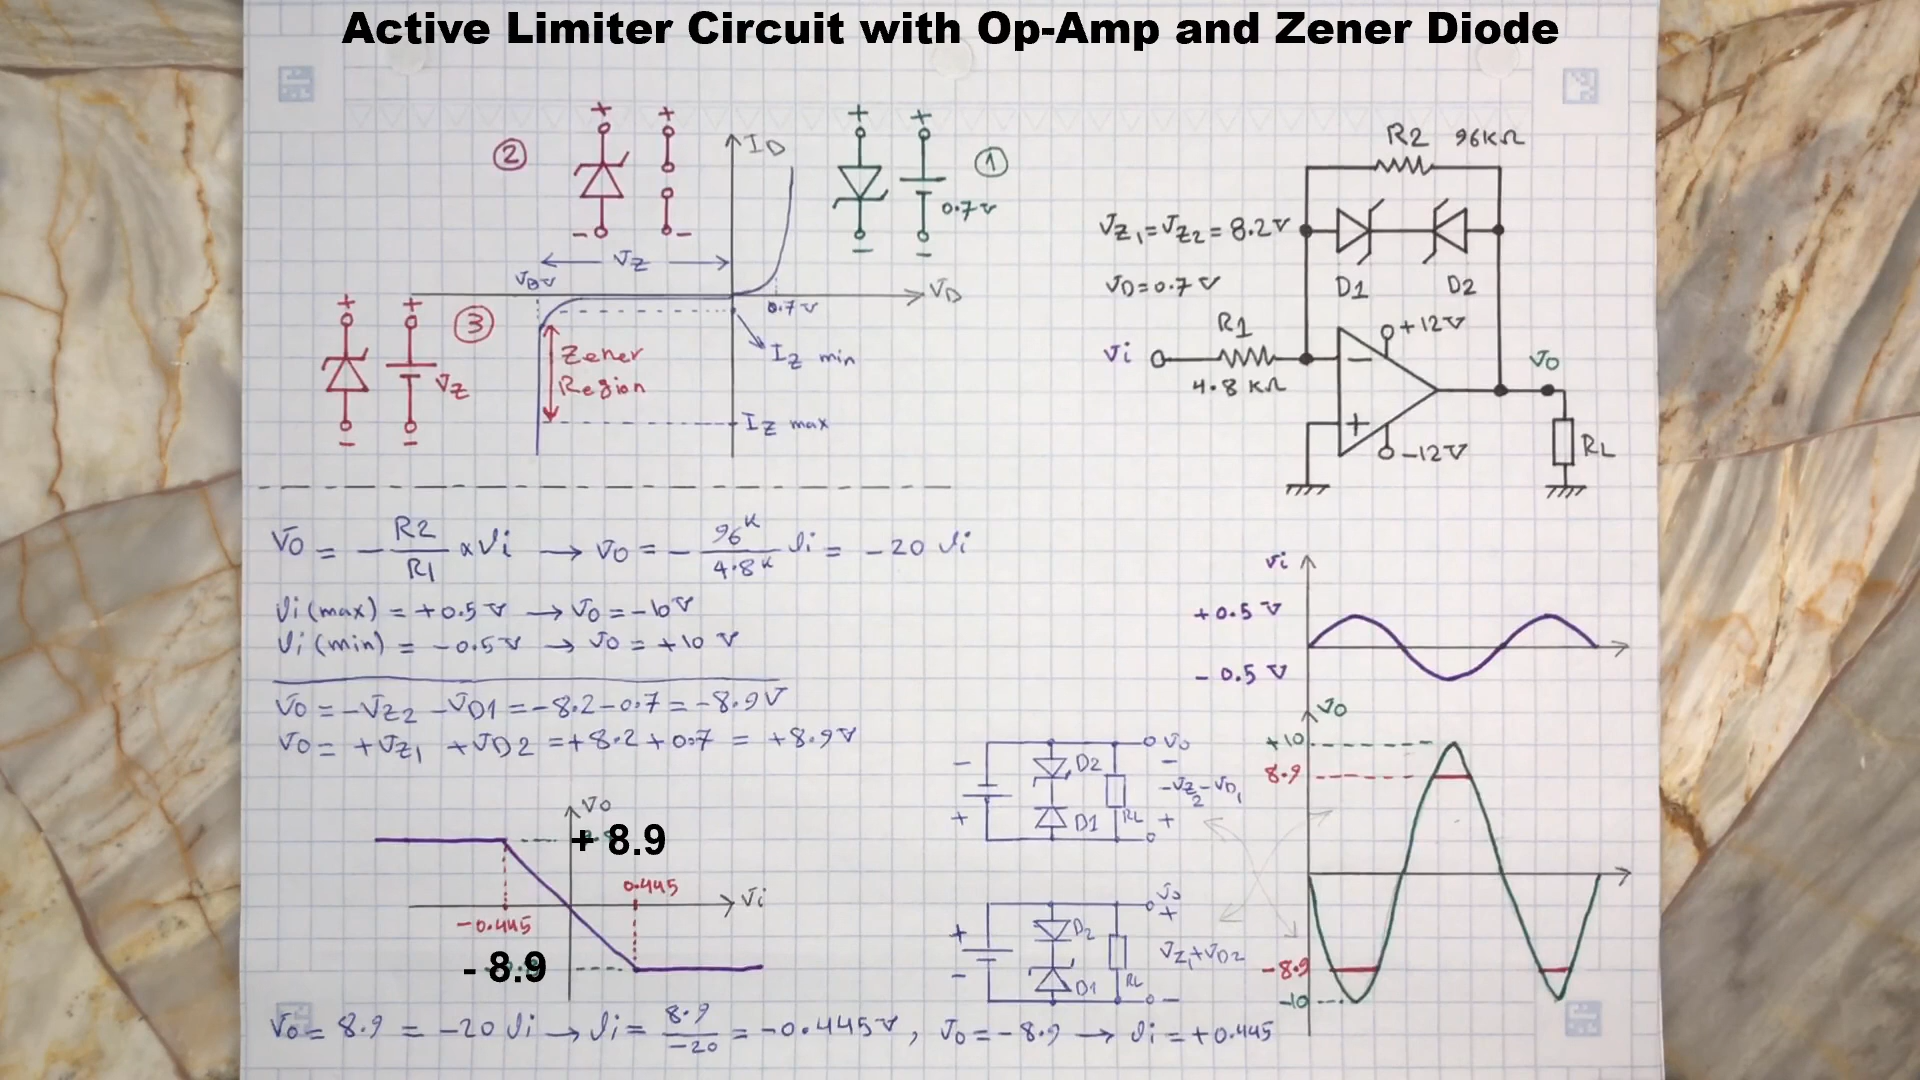 Active Limiter Circuit with Op-Amp and Zener Diode
② + + ID + + ①
- - 0.7v
- -
VBV VZ
0.7v VD
+ + ③
Zener Region
VZ
- -
IZ min
IZ max
R2 96KΩ
VZ1 = VZ2 = 8.2V
VD = 0.7V
D1 D2
R1
Vi
4.8 KΩ
+12V
-
+
-12V
VO
RL
VO = - R2/R1 × Vi → VO = - 96K/4.8K Vi = -20 Vi
Vi (max) = +0.5V → VO = -10V
Vi (min) = -0.5V → VO = +10V
VO = -VZ2 - VD1 = -8.2 - 0.7 = -8.9V
VO = +VZ1 + VD2 = +8.2 + 0.7 = +8.9V
Vi
+0.5V
-0.5V
VO
+10
8.9
-8.9
-10
VO
+ 8.9
0.445
Vi
-0.445
- 8.9
-
+
D2
D1
RL
VO
-
-VZ2 - VD1
+
+
-
D2
D1
RL
VO
+
VZ1 + VD2
-
VO = 8.9 = -20 Vi → Vi = 8.9/-20 = -0.445V , VO = -8.9 → Vi = +0.445